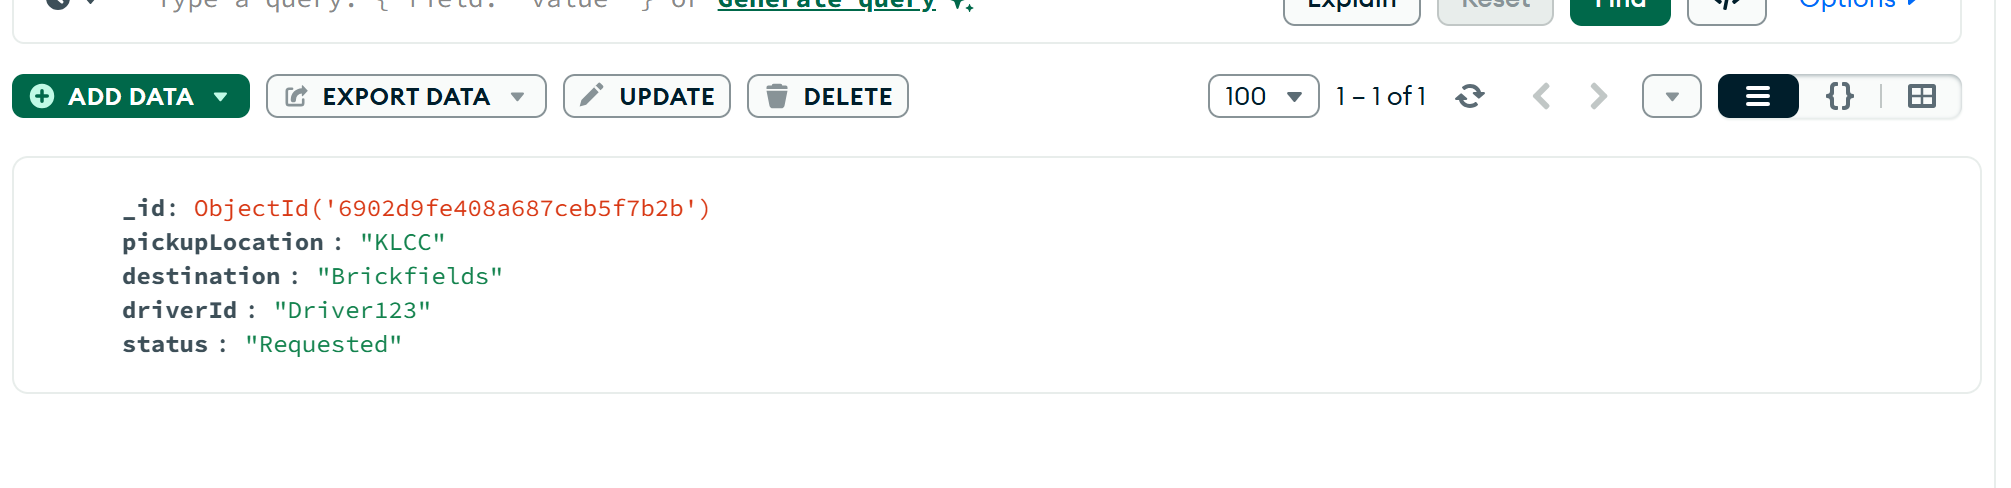 Type a query: { field: 'value' } or Generate query
Explain Reset Find </> Options
ADD DATA EXPORT DATA UPDATE DELETE 100 1 – 1 of 1 {}
_id: ObjectId('6902d9fe408a687ceb5f7b2b')
pickupLocation : "KLCC"
destination : "Brickfields"
driverId : "Driver123"
status : "Requested"